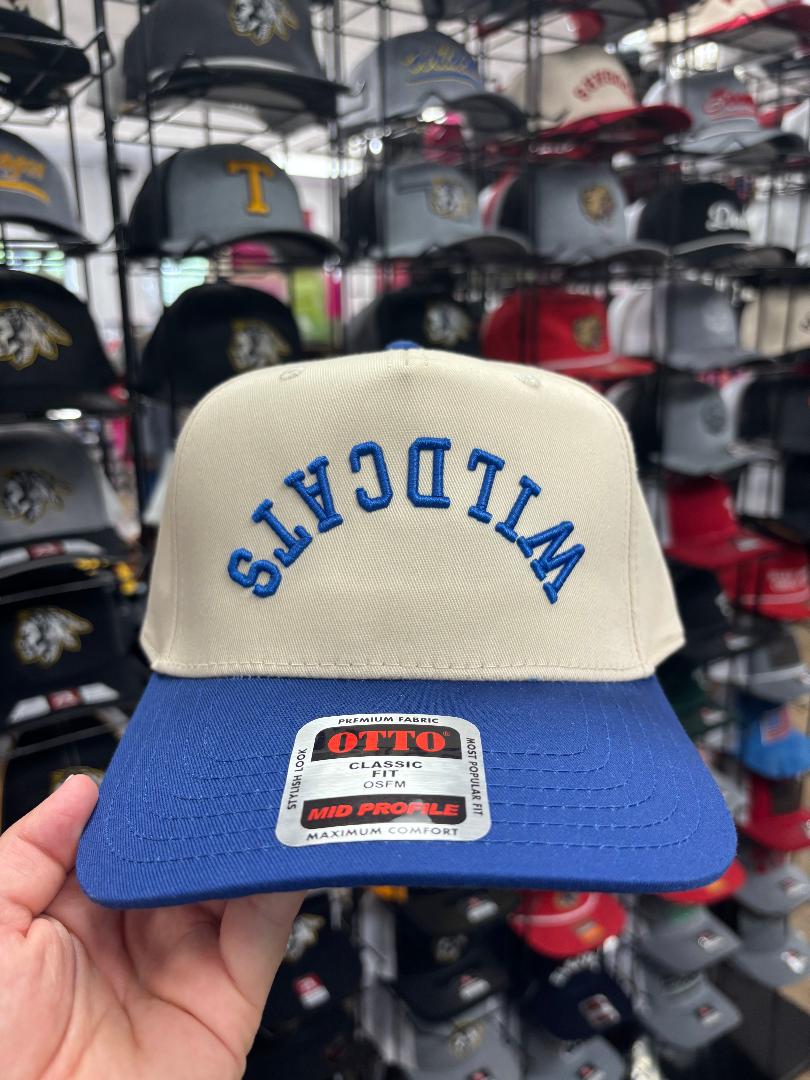 WILDCATS
PREMIUM FABRIC
OTTO®
CLASSIC
FIT
OSFM
MID PROFILE
MAXIMUM COMFORT
STYLISH LOOK
MOST POPULAR FIT
T